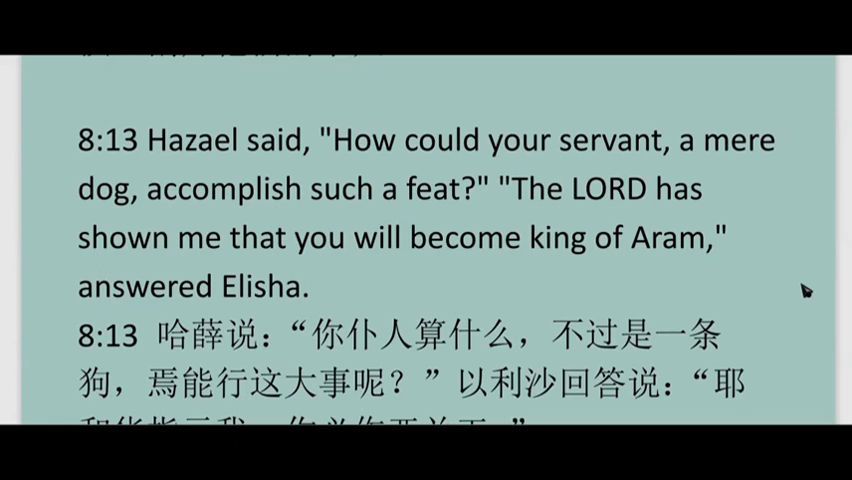 8:13 Hazael said, "How could your servant, a mere
dog, accomplish such a feat?" "The LORD has
shown me that you will become king of Aram,"
answered Elisha.
8:13 哈薛说：“你仆人算什么，不过是一条
狗，焉能行这大事呢？”以利沙回答说：“耶